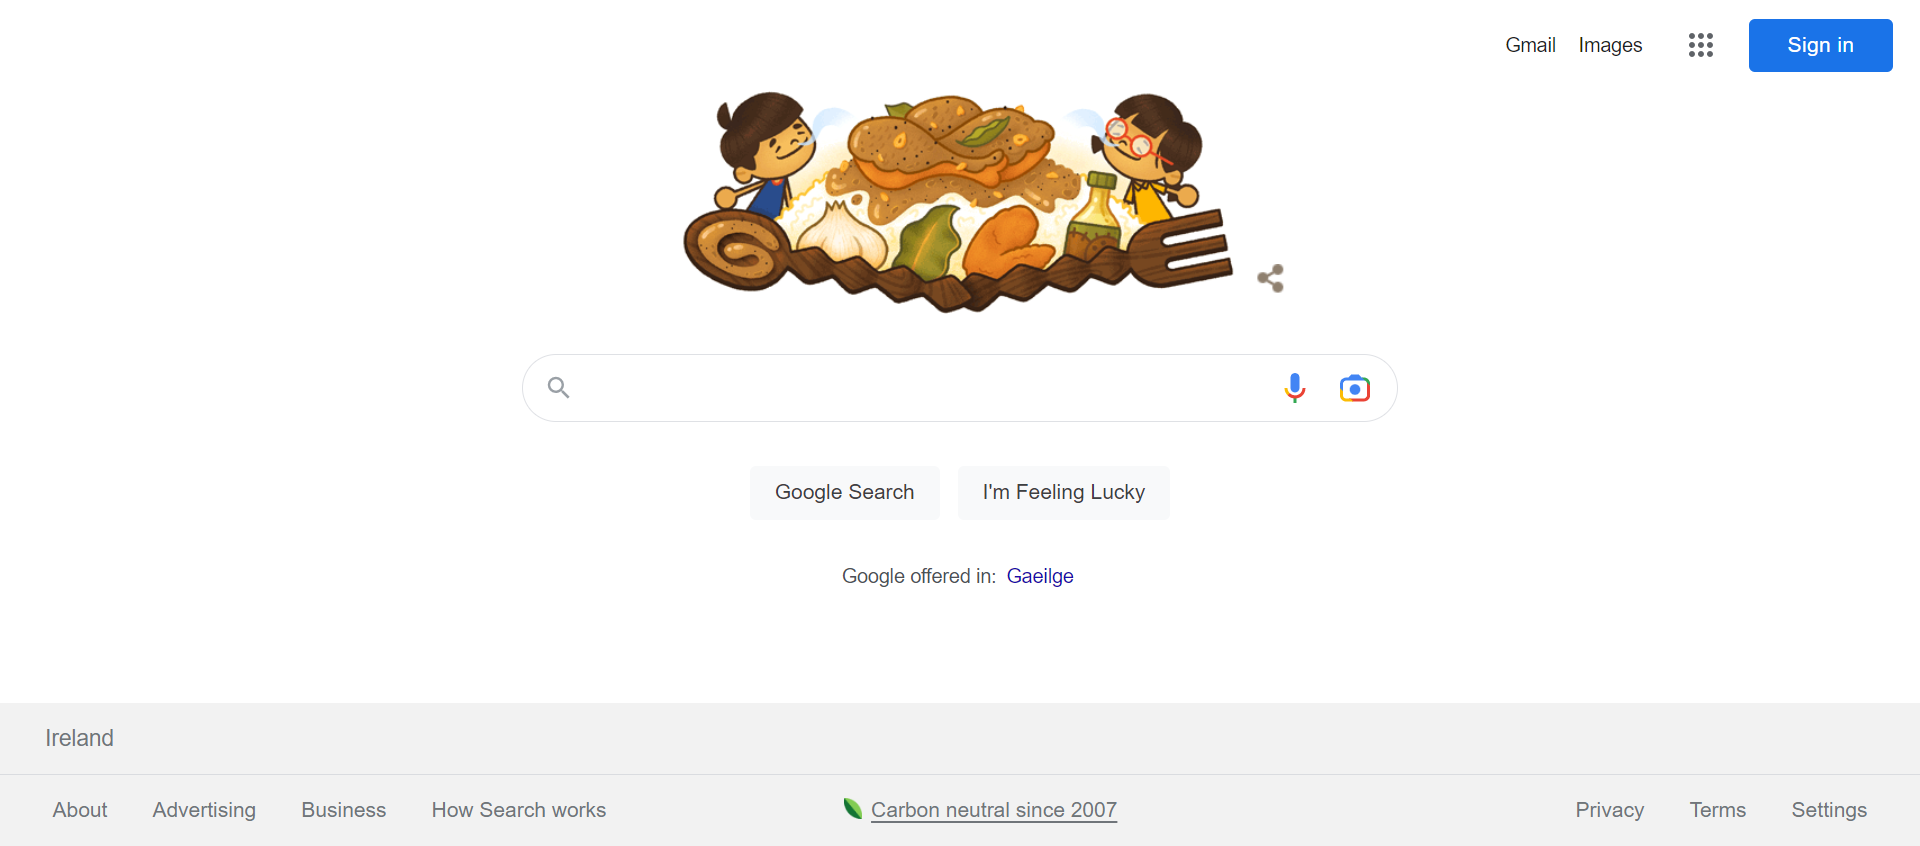 Gmail Images Sign in
Google Search I'm Feeling Lucky
Google offered in: Gaeilge
Ireland
About Advertising Business How Search works Carbon neutral since 2007 Privacy Terms Settings